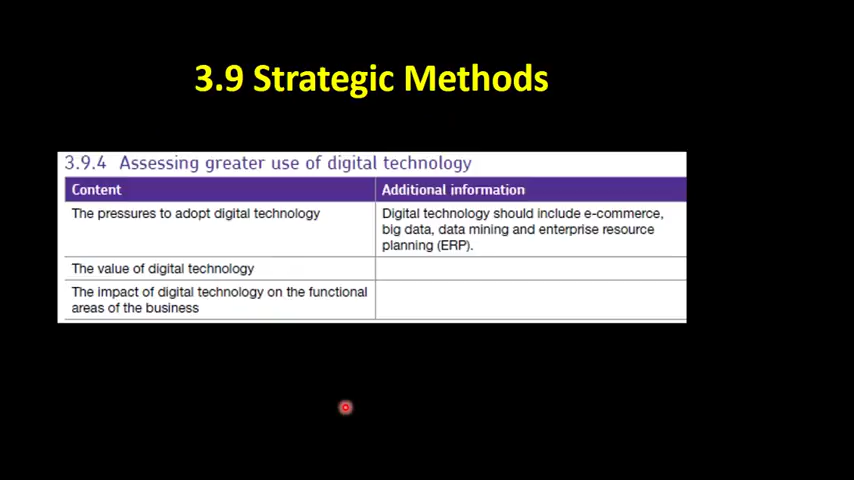 3.9 Strategic Methods
3.9.4 Assessing greater use of digital technology
Content
Additional information
The pressures to adopt digital technology
Digital technology should include e-commerce,
big data, data mining and enterprise resource
planning (ERP).
The value of digital technology
The impact of digital technology on the functional
areas of the business